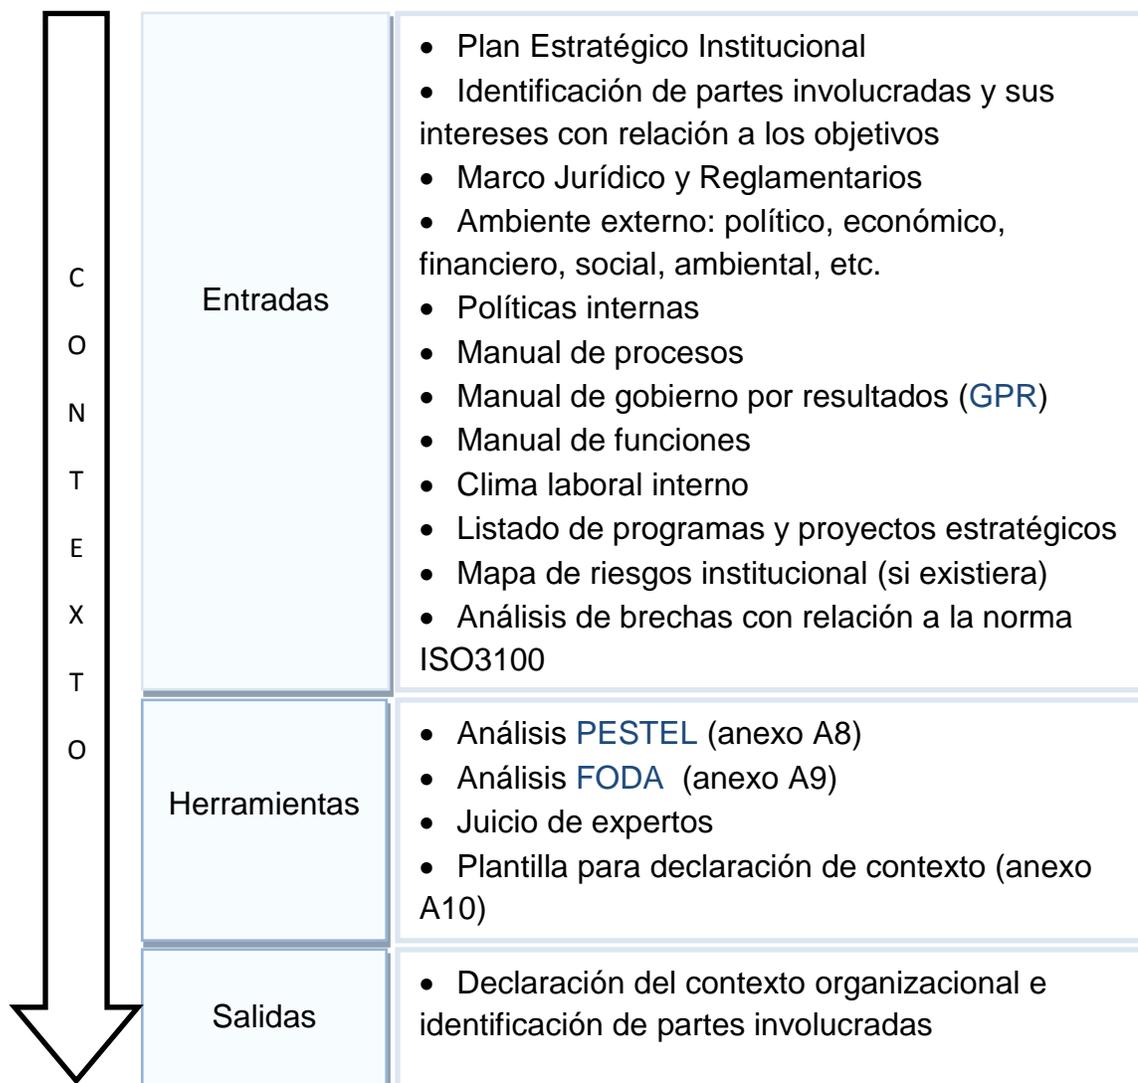 C
O
N
T
E
X
T
O
Entradas
• Plan Estratégico Institucional
• Identificación de partes involucradas y sus
intereses con relación a los objetivos
• Marco Jurídico y Reglamentarios
• Ambiente externo: político, económico,
financiero, social, ambiental, etc.
• Políticas internas
• Manual de procesos
• Manual de gobierno por resultados (GPR)
• Manual de funciones
• Clima laboral interno
• Listado de programas y proyectos estratégicos
• Mapa de riesgos institucional (si existiera)
• Análisis de brechas con relación a la norma
ISO3100
Herramientas
• Análisis PESTEL (anexo A8)
• Análisis FODA (anexo A9)
• Juicio de expertos
• Plantilla para declaración de contexto (anexo
A10)
Salidas
• Declaración del contexto organizacional e
identificación de partes involucradas